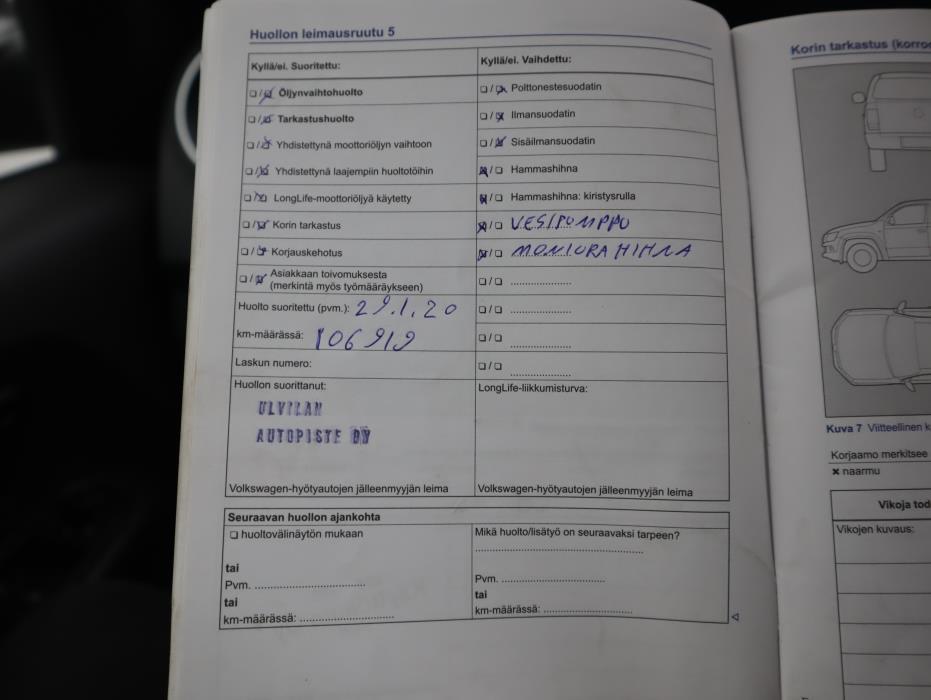 Huollon leimausruutu 5
Kyllä/ei. Suoritettu:
☐/☒ Öljynvaihtohuolto
☐/☒ Tarkastushuolto
☐/☒ Yhdistettynä moottoriöljyn vaihtoon
☐/☒ Yhdistettynä laajempiin huoltotöihin
☐/☒ LongLife-moottoriöljyä käytetty
☐/☒ Korin tarkastus
☐/☒ Korjauskehotus
☐/☒ Asiakkaan toivomuksesta
(merkintä myös työmääräykseen)
Huolto suoritettu (pvm.): 29.1.20
km-määrässä: 106919
Laskun numero:
Huollon suorittanut:
ULVILAN
AUTOPISTE OY
Volkswagen-hyötyautojen jälleenmyyjän leima
Kyllä/ei. Vaihdettu:
☐/☒ Polttonestesuodatin
☐/☒ Ilmansuodatin
☐/☒ Sisäilmansuodatin
☒/☐ Hammashihna
☒/☐ Hammashihna: kiristysrulla
☒/☐ VESIPUMPPU
☒/☐ MONIURAHIHNA
☐/☐ .....................
☐/☐ .....................
☐/☐ .....................
☐/☐ .....................
LongLife-liikkumisturva:
Volkswagen-hyötyautojen jälleenmyyjän leima
Seuraavan huollon ajankohta
☐ huoltovälinäytön mukaan
tai
Pvm. ......................................
tai
km-määrässä: ................................
Mikä huolto/lisätyö on seuraavaksi tarpeen?
.........................................................
Pvm. ...................................
tai
km-määrässä: ..............................
Korin tarkastus (korro
Kuva 7 Viitteellinen k
Korjaamo merkitsee
× naarmu
Vikoja tod
Vikojen kuvaus: